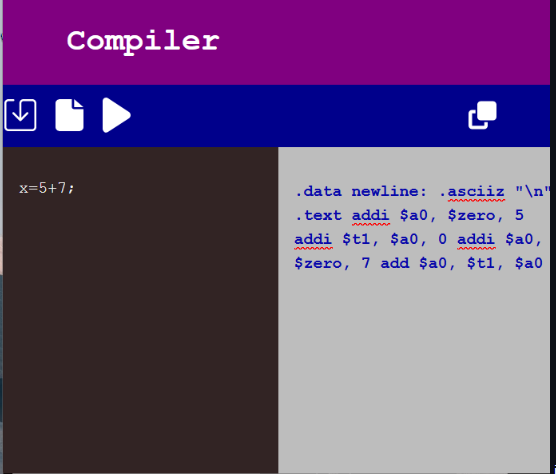 Compiler
x=5+7;
.data newline: .asciiz "\n"
.text addi $a0, $zero, 5
addi $t1, $a0, 0 addi $a0,
$zero, 7 add $a0, $t1, $a0